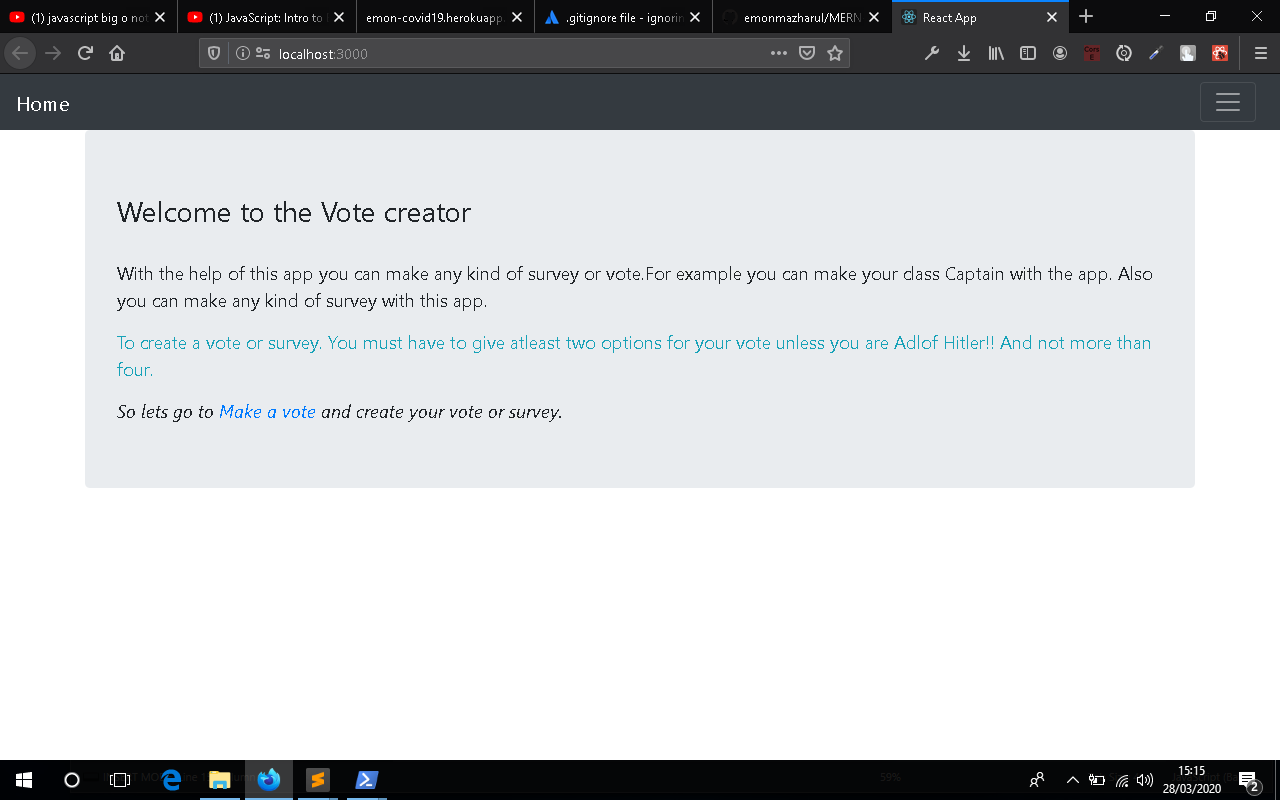 (1) javascript big o not
(1) JavaScript: Intro to
emon-covid19.herokuapp.
.gitignore file - ignorin
emonmazharul/MERN
React App
localhost:3000
Home
Welcome to the Vote creator
With the help of this app you can make any kind of survey or vote.For example you can make your class Captain with the app. Also
you can make any kind of survey with this app.
To create a vote or survey. You must have to give atleast two options for your vote unless you are Adlof Hitler!! And not more than
four.
So lets go to Make a vote and create your vote or survey.
59%
15:15
28/03/2020
2